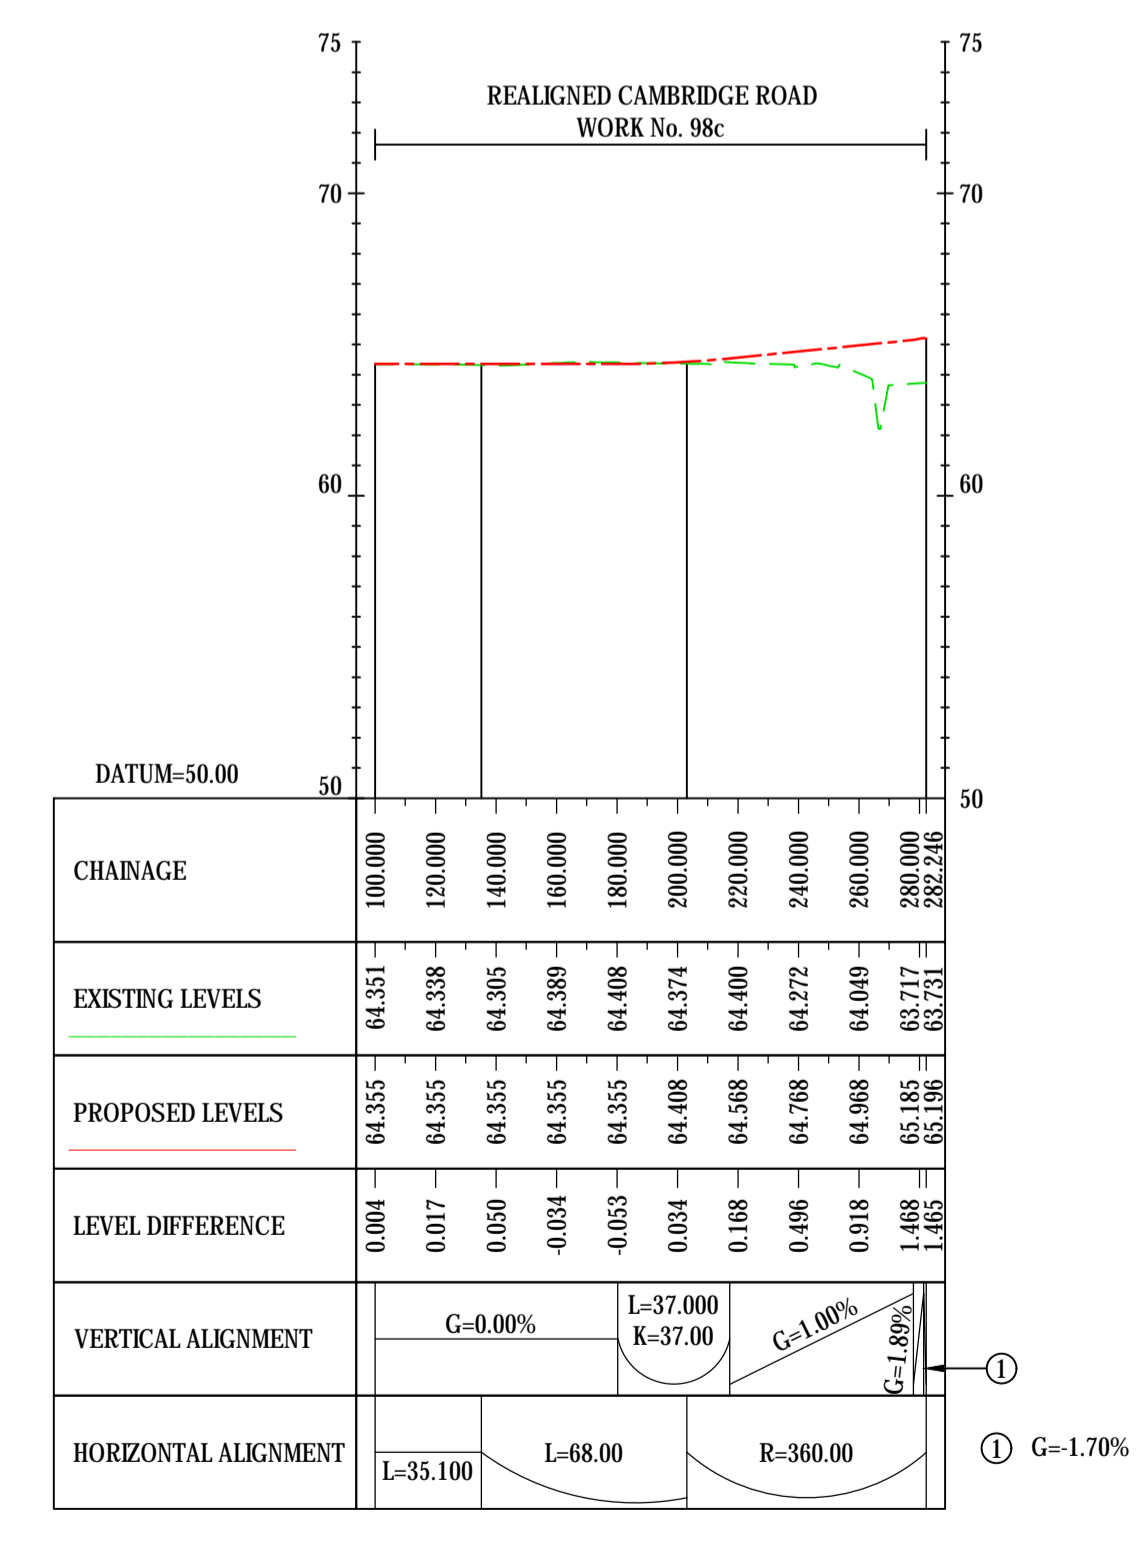 75
75
REALIGNED CAMBRIDGE ROAD
WORK No. 98c
70
70
60
60
DATUM=50.00
50
50
CHAINAGE
100.000
120.000
140.000
160.000
180.000
200.000
220.000
240.000
260.000
280.000
282.246
EXISTING LEVELS
64.351
64.338
64.305
64.389
64.408
64.374
64.400
64.272
64.049
63.717
63.731
PROPOSED LEVELS
64.355
64.355
64.355
64.355
64.355
64.408
64.568
64.768
64.968
65.185
65.196
LEVEL DIFFERENCE
0.004
0.017
0.050
-0.034
-0.053
0.034
0.168
0.496
0.918
1.468
1.465
VERTICAL ALIGNMENT
G=0.00%
L=37.000
K=37.00
G=1.00%
G=1.89%
1
HORIZONTAL ALIGNMENT
L=35.100
L=68.00
R=360.00
1 G=-1.70%